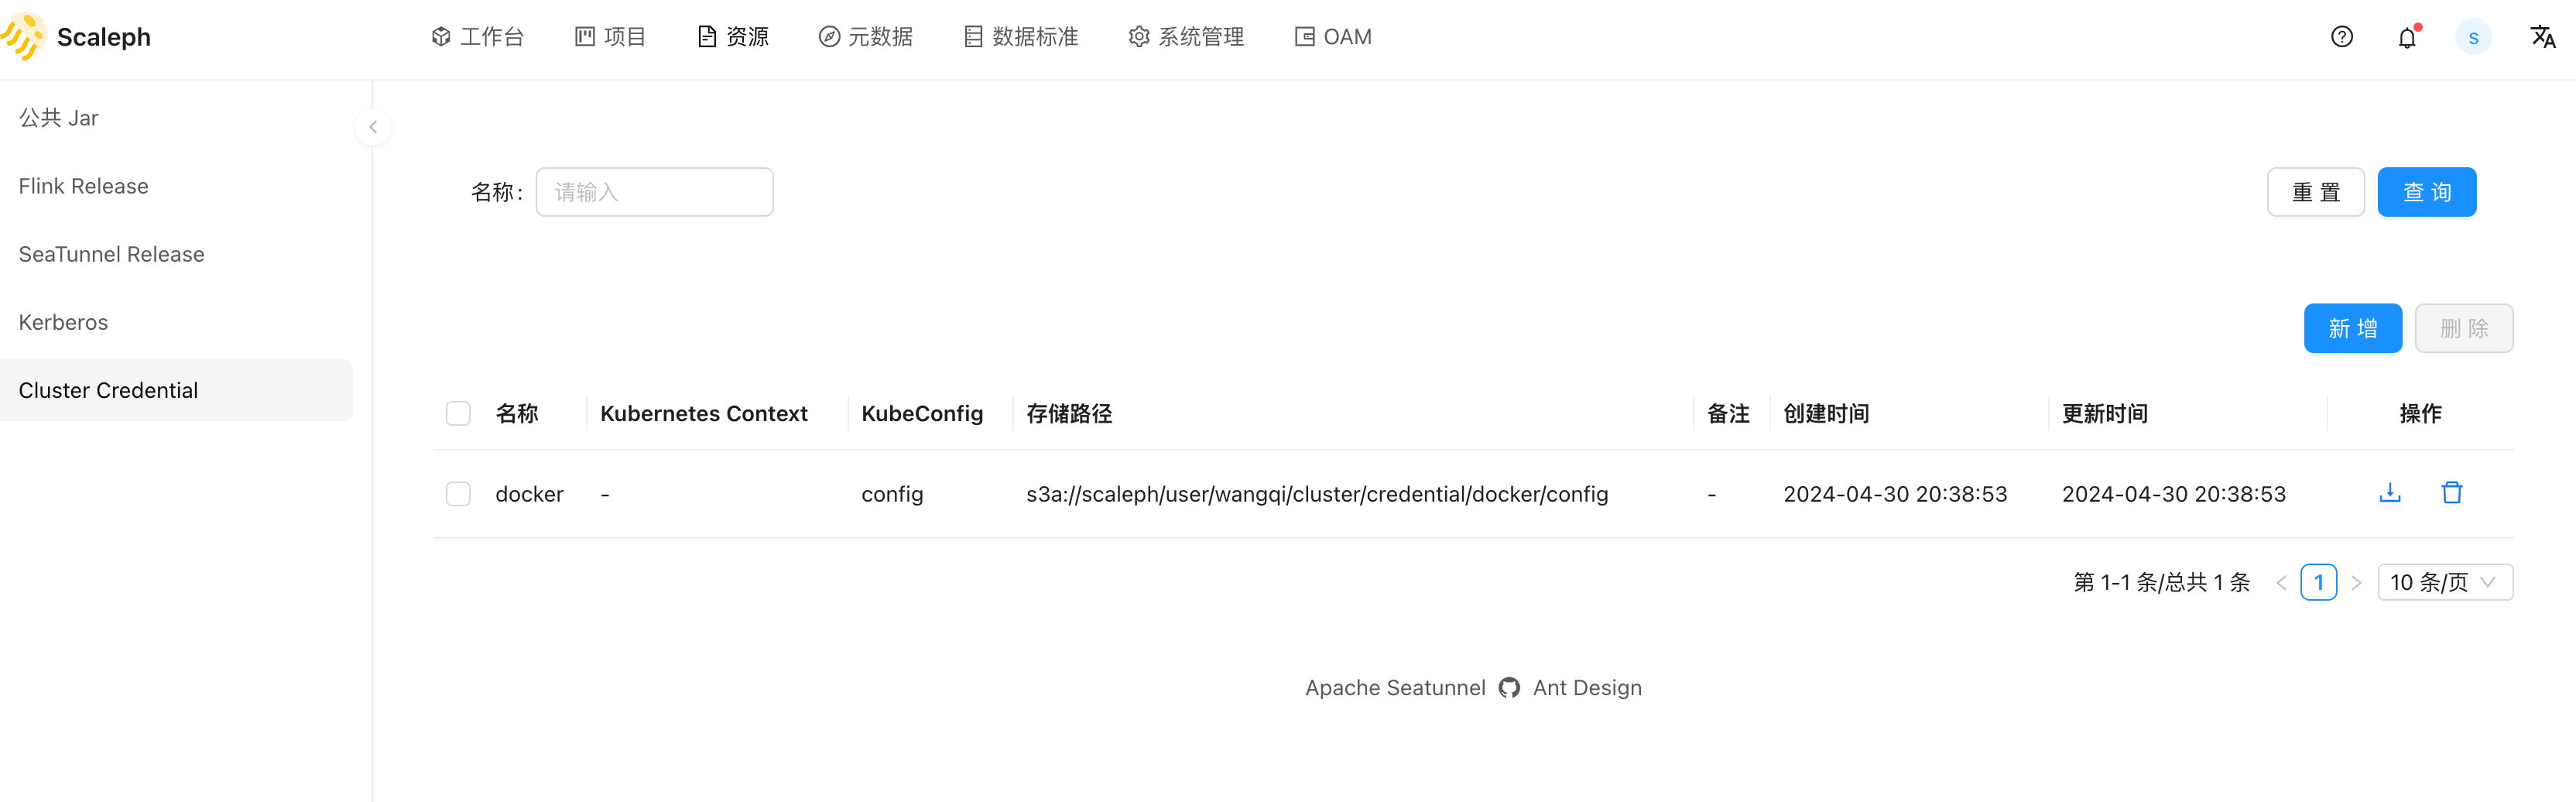 Scaleph 工作台 项目 资源 元数据 数据标准 系统管理 OAM s
公共 Jar
Flink Release
SeaTunnel Release
Kerberos
Cluster Credential
名称: 请输入 重 置 查 询
新 增 删 除
名称 Kubernetes Context KubeConfig 存储路径 备注 创建时间 更新时间 操作
docker - config s3a://scaleph/user/wangqi/cluster/credential/docker/config - 2024-04-30 20:38:53 2024-04-30 20:38:53
第 1-1 条/总共 1 条 < 1 > 10 条/页
Apache Seatunnel Ant Design